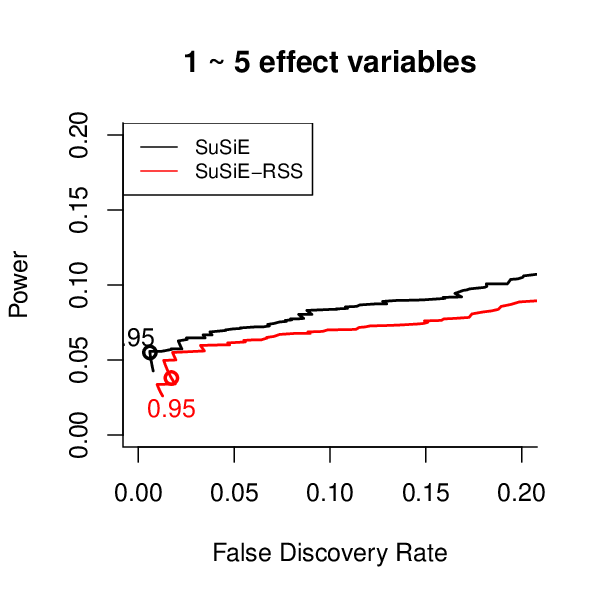 1 ~ 5 effect variables
SuSiE
SuSiE−RSS
Power
0.20
0.15
0.10
0.05
0.00
.95
0.95
0.00 0.05 0.10 0.15 0.20
False Discovery Rate